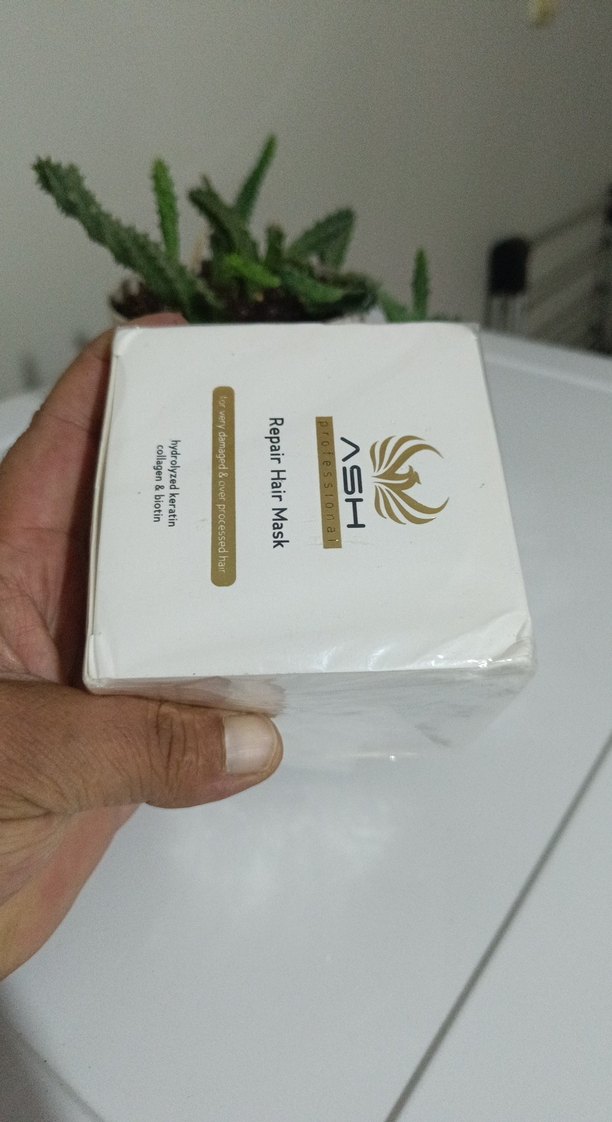 ASH
professional
Repair Hair Mask
for very damaged & over processed hair
hydrolyzed keratin
collagen & biotin